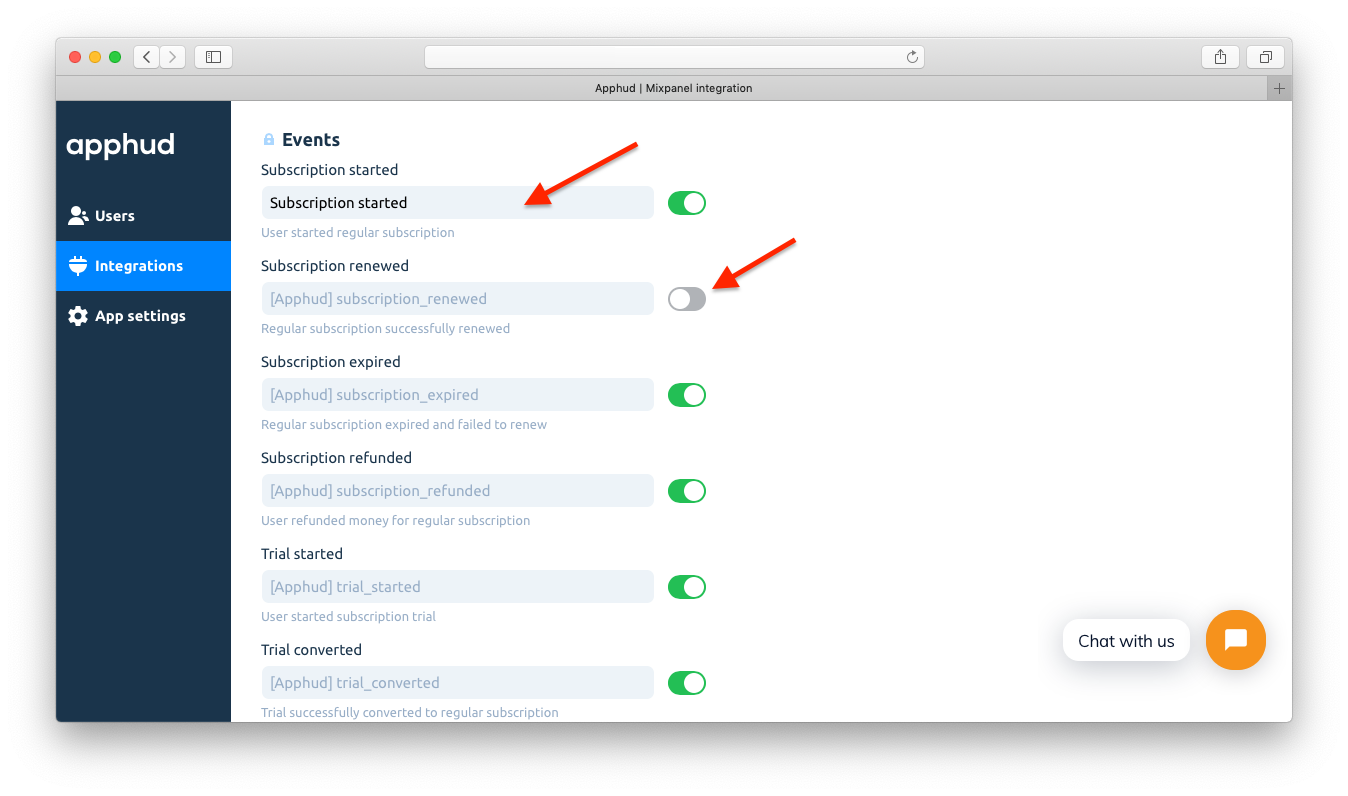 Apphud | Mixpanel integration
apphud
Users
Integrations
App settings
Events
Subscription started
Subscription started
User started regular subscription
Subscription renewed
[Apphud] subscription_renewed
Regular subscription successfully renewed
Subscription expired
[Apphud] subscription_expired
Regular subscription expired and failed to renew
Subscription refunded
[Apphud] subscription_refunded
User refunded money for regular subscription
Trial started
[Apphud] trial_started
User started subscription trial
Trial converted
[Apphud] trial_converted
Trial successfully converted to regular subscription
Chat with us